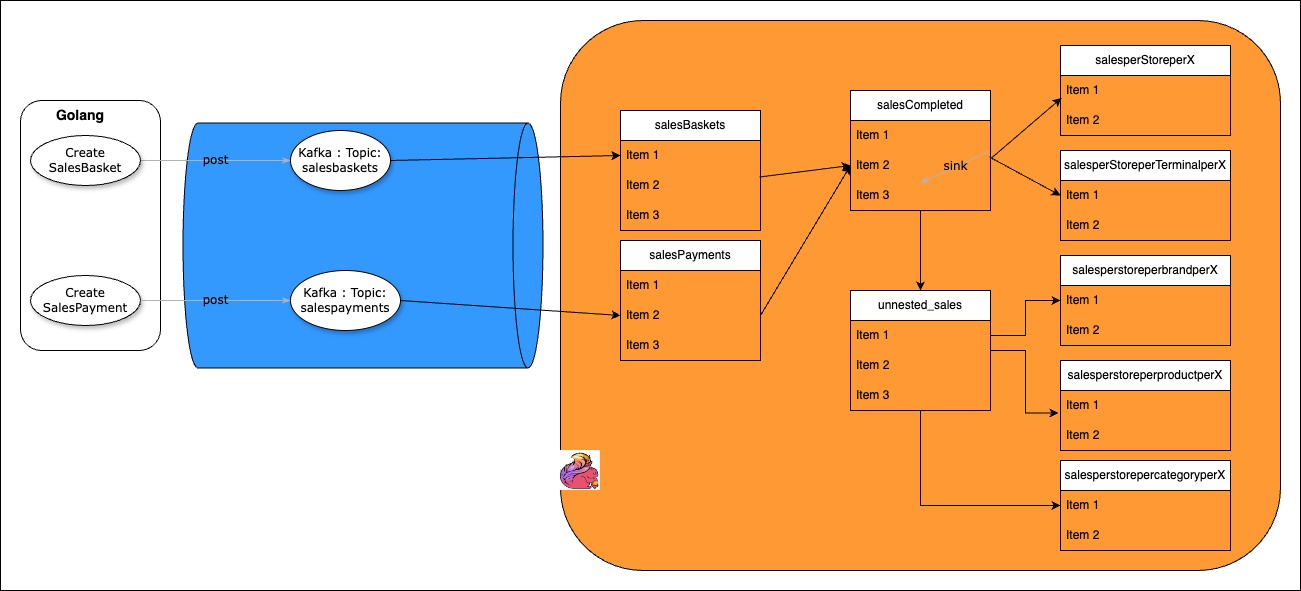 Golang
Create
SalesBasket
post
Kafka : Topic:
salesbaskets
Create
SalesPayment
post
Kafka : Topic:
salespayments
salesBaskets
Item 1
Item 2
Item 3
salesPayments
Item 1
Item 2
Item 3
salesCompleted
Item 1
Item 2
Item 3
sink
unnested_sales
Item 1
Item 2
Item 3
salesperStoreperX
Item 1
Item 2
salesperStoreperTerminalperX
Item 1
Item 2
salesperstoreperbrandperX
Item 1
Item 2
salesperstoreperproductperX
Item 1
Item 2
salesperstorepercategoryperX
Item 1
Item 2